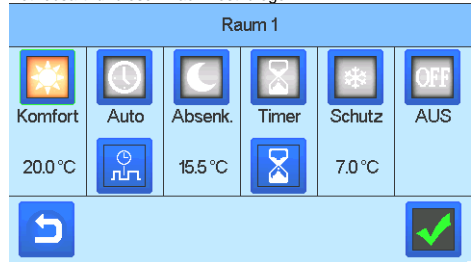 Raum 1
OFF
Komfort Auto Absenk. Timer Schutz AUS
20.0 °C 15.5 °C 7.0 °C